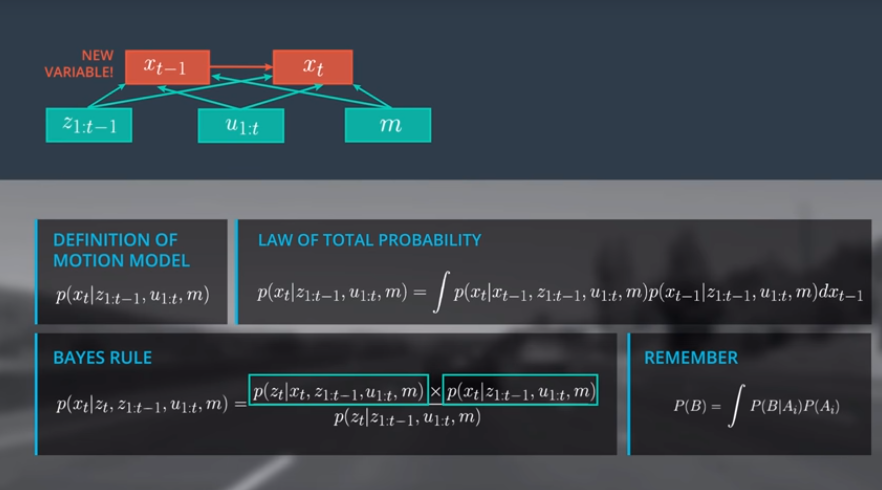 NEW
VARIABLE!
x_{t−1}
x_t
z_{1:t−1}
u_{1:t}
m
DEFINITION OF
MOTION MODEL
p(x_t|z_{1:t−1}, u_{1:t}, m)
LAW OF TOTAL PROBABILITY
p(x_t|z_{1:t−1}, u_{1:t}, m) = ∫ p(x_t|x_{t−1}, z_{1:t−1}, u_{1:t}, m)p(x_{t−1}|z_{1:t−1}, u_{1:t}, m)dx_{t−1}
BAYES RULE
p(x_t|z_t, z_{1:t−1}, u_{1:t}, m) = p(z_t|x_t, z_{1:t−1}, u_{1:t}, m) × p(x_t|z_{1:t−1}, u_{1:t}, m)
p(z_t|z_{1:t−1}, u_{1:t}, m)
REMEMBER
P(B) = ∫ P(B|A_i)P(A_i)